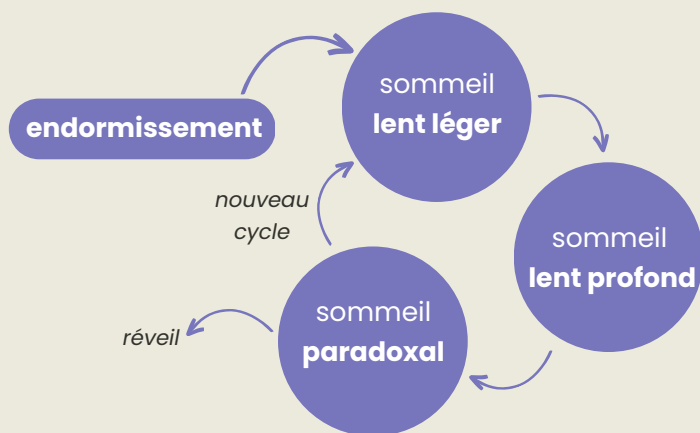 endormissement
sommeil
lent léger
sommeil
lent profond
sommeil
paradoxal
nouveau
cycle
réveil